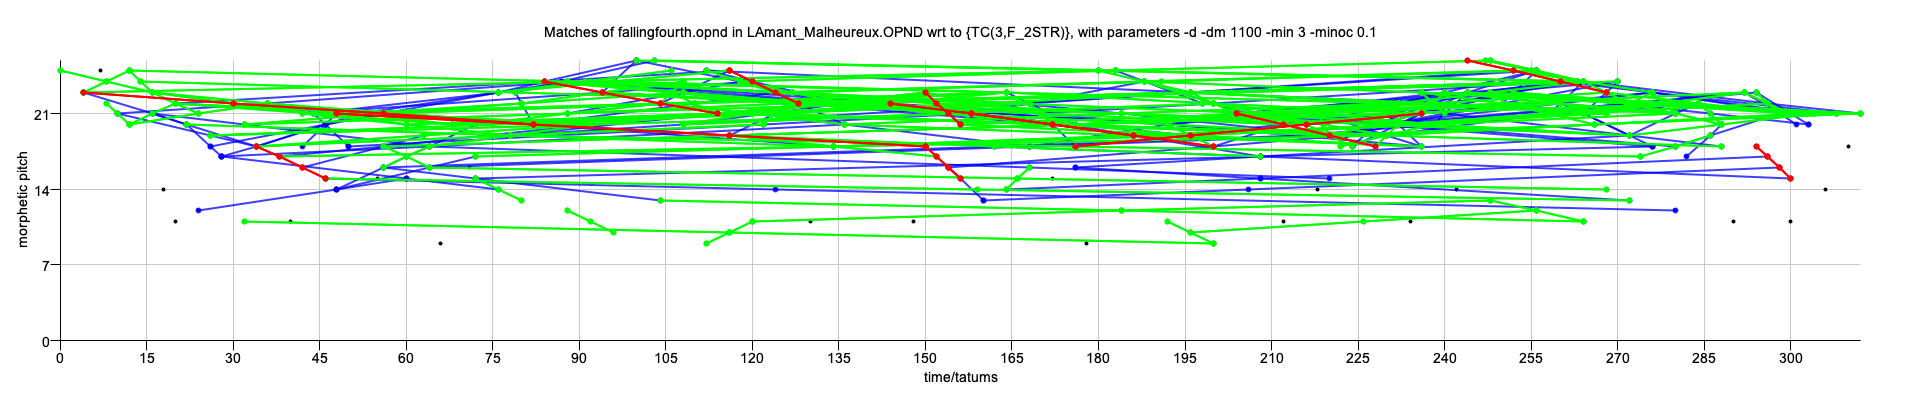 Matches of fallingfourth.opnd in LAmant_Malheureux.OPND wrt to {TC(3,F_2STR)}, with parameters -d -dm 1100 -min 3 -minoc 0.1
morphetic pitch
21
14
7
0
0 15 30 45 60 75 90 105 120 135 150 165 180 195 210 225 240 255 270 285 300
time/tatums